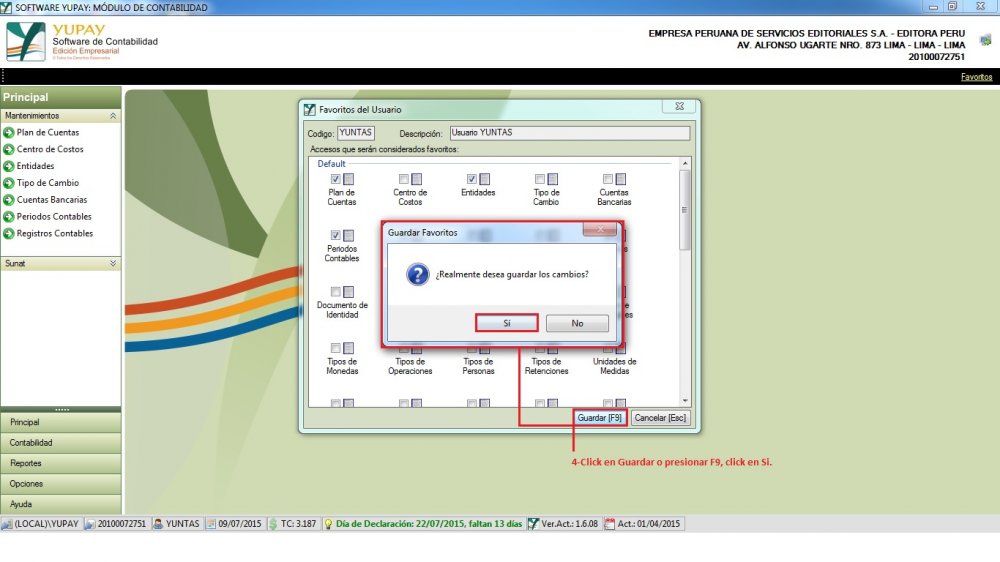 SOFTWARE YUPAY: MÓDULO DE CONTABILIDAD
YUPAY
Software de Contabilidad
Edición Empresarial
© Todos los Derechos Reservados
EMPRESA PERUANA DE SERVICIOS EDITORIALES S.A. - EDITORA PERU
AV. ALFONSO UGARTE NRO. 873 LIMA - LIMA - LIMA
20100072751
Favoritos
Principal
Mantenimientos
Plan de Cuentas
Centro de Costos
Entidades
Tipo de Cambio
Cuentas Bancarias
Periodos Contables
Registros Contables
Sunat
Principal
Contabilidad
Reportes
Opciones
Ayuda
Favoritos del Usuario
Codigo: YUNTAS Descripción: Usuario YUNTAS
Accesos que serán considerados favoritos:
Default
Plan de Cuentas
Centro de Costos
Entidades
Tipo de Cambio
Cuentas Bancarias
Periodos Contables
Guardar Favoritos
¿Realmente desea guardar los cambios?
Sí No
Documento de Identidad
Tipos de Monedas
Tipos de Operaciones
Tipos de Personas
Tipos de Retenciones
Unidades de Medidas
Guardar [F9] Cancelar [Esc]
4-Click en Guardar o presionar F9, click en Si.
(LOCAL)\YUPAY 20100072751 YUNTAS 09/07/2015 TC: 3.187 Día de Declaración: 22/07/2015, faltan 13 días Ver.Act.: 1.6.08 Act.: 01/04/2015